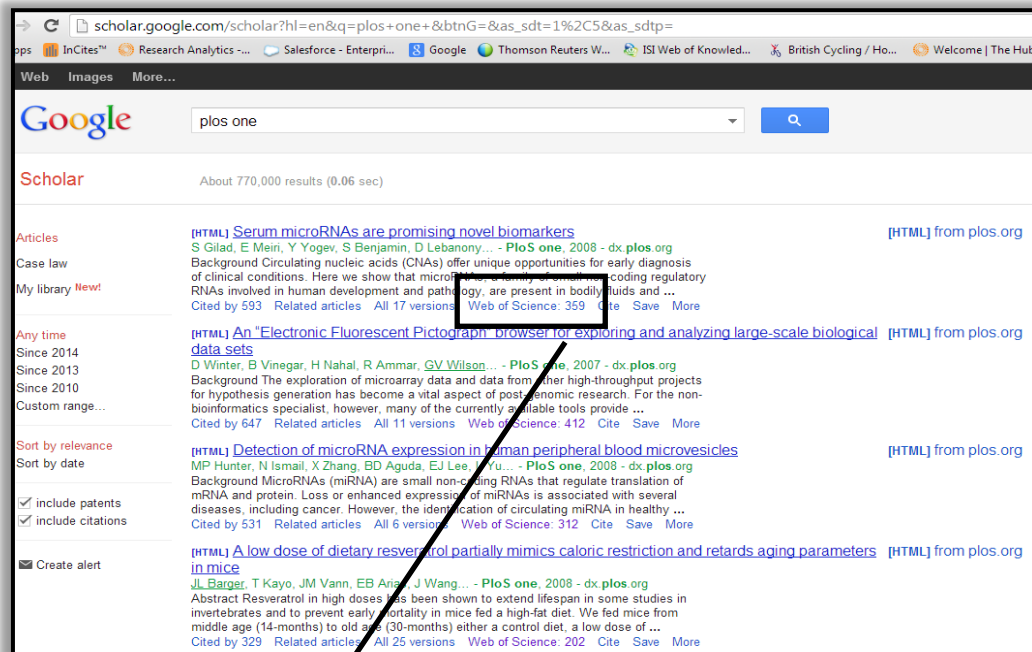 scholar.google.com/scholar?hl=en&q=plos+one+&btnG=&as_sdt=1%2C5&as_sdtp=
pps InCites™ Research Analytics -... Salesforce - Enterpri... Google Thomson Reuters W... ISI Web of Knowled... British Cycling / Ho... Welcome | The Hub
Web Images More...
Google plos one
Scholar About 770,000 results (0.06 sec)
Articles
Case law
My library New!
Any time
Since 2014
Since 2013
Since 2010
Custom range...
Sort by relevance
Sort by date
include patents
include citations
Create alert
[HTML] Serum microRNAs are promising novel biomarkers [HTML] from plos.org
S Gilad, E Meiri, Y Yogev, S Benjamin, D Lebanony... - PloS one, 2008 - dx.plos.org
Background Circulating nucleic acids (CNAs) offer unique opportunities for early diagnosis
of clinical conditions. Here we show that microRNAs, a family of small non-coding regulatory
RNAs involved in human development and pathology, are present in bodily fluids and ...
Cited by 593 Related articles All 17 versions Web of Science: 359 Cite Save More
[HTML] An "Electronic Fluorescent Pictograph" browser for exploring and analyzing large-scale biological [HTML] from plos.org
data sets
D Winter, B Vinegar, H Nahal, R Ammar, GV Wilson... - PloS one, 2007 - dx.plos.org
Background The exploration of microarray data and data from other high-throughput projects
for hypothesis generation has become a vital aspect of post-genomic research. For the non-
bioinformatics specialist, however, many of the currently available tools provide ...
Cited by 647 Related articles All 11 versions Web of Science: 412 Cite Save More
[HTML] Detection of microRNA expression in human peripheral blood microvesicles [HTML] from plos.org
MP Hunter, N Ismail, X Zhang, BD Aguda, EJ Lee, Yu... - PloS one, 2008 - dx.plos.org
Background MicroRNAs (miRNA) are small non-coding RNAs that regulate translation of
mRNA and protein. Loss or enhanced expression of miRNAs is associated with several
diseases, including cancer. However, the identification of circulating miRNA in healthy ...
Cited by 531 Related articles All 6 versions Web of Science: 312 Cite Save More
[HTML] A low dose of dietary resveratrol partially mimics caloric restriction and retards aging parameters [HTML] from plos.org
in mice
JL Barger, T Kayo, JM Vann, EB Arias, J Wang... - PloS one, 2008 - dx.plos.org
Abstract Resveratrol in high doses has been shown to extend lifespan in some studies in
invertebrates and to prevent early mortality in mice fed a high-fat diet. We fed mice from
middle age (14-months) to old age (30-months) either a control diet, a low dose of ...
Cited by 329 Related articles All 25 versions Web of Science: 202 Cite Save More